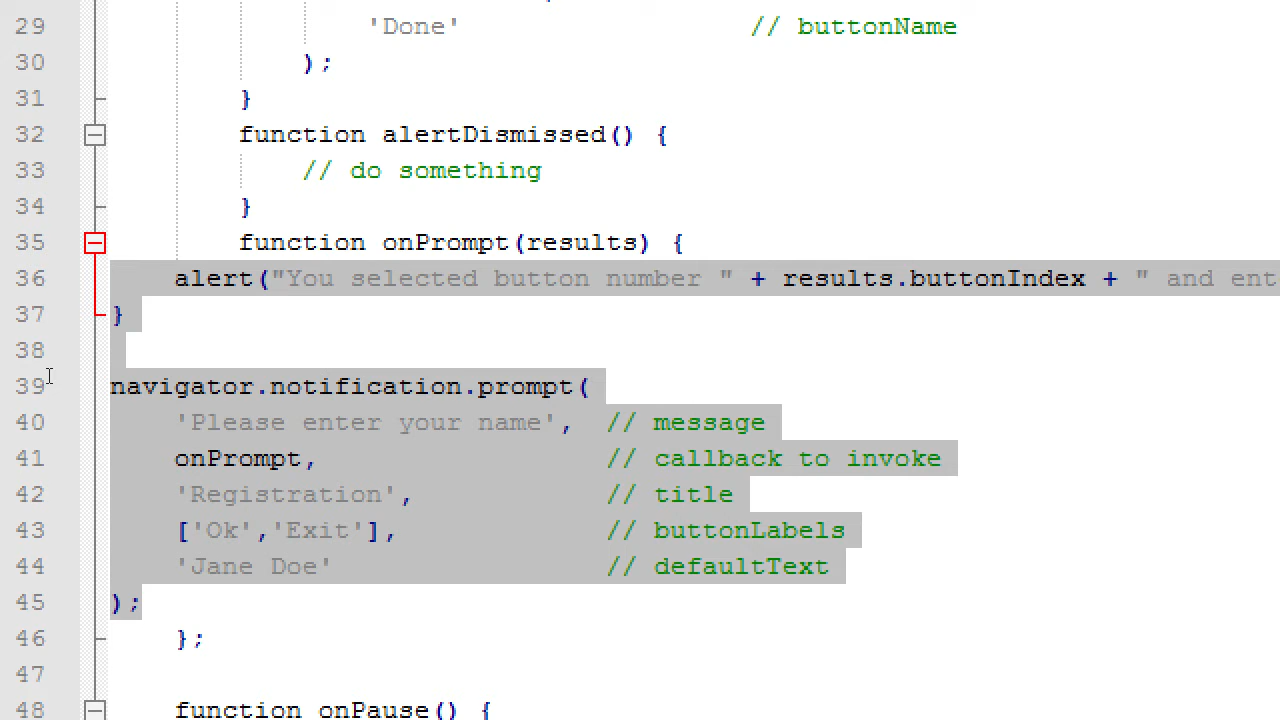 29 'Done' // buttonName
30 );
31 }
32 function alertDismissed() {
33 // do something
34 }
35 function onPrompt(results) {
36 alert("You selected button number " + results.buttonIndex + " and ent
37 }
38
39 navigator.notification.prompt(
40 'Please enter your name', // message
41 onPrompt, // callback to invoke
42 'Registration', // title
43 ['Ok','Exit'], // buttonLabels
44 'Jane Doe' // defaultText
45 );
46 };
47
48 function onPause() {